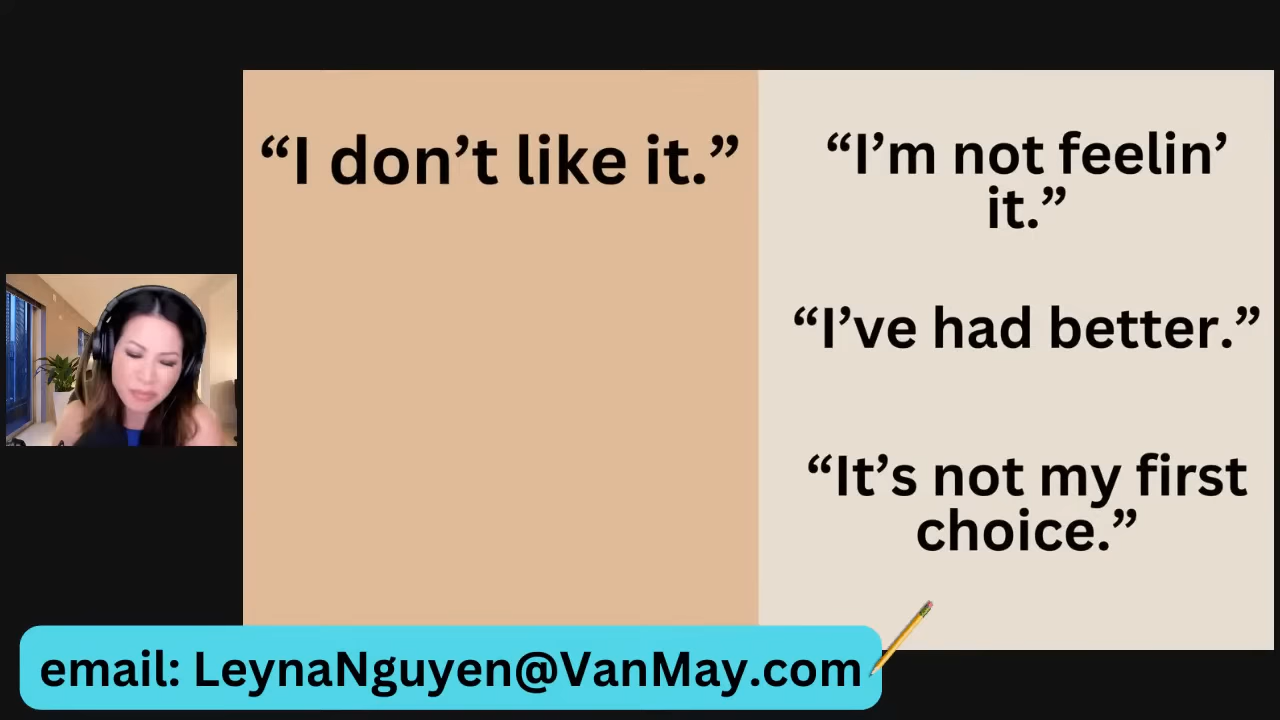 “I don’t like it.”
“I’m not feelin’
it.”
“I’ve had better.”
“It’s not my first
choice.”
email: LeynaNguyen@VanMay.com